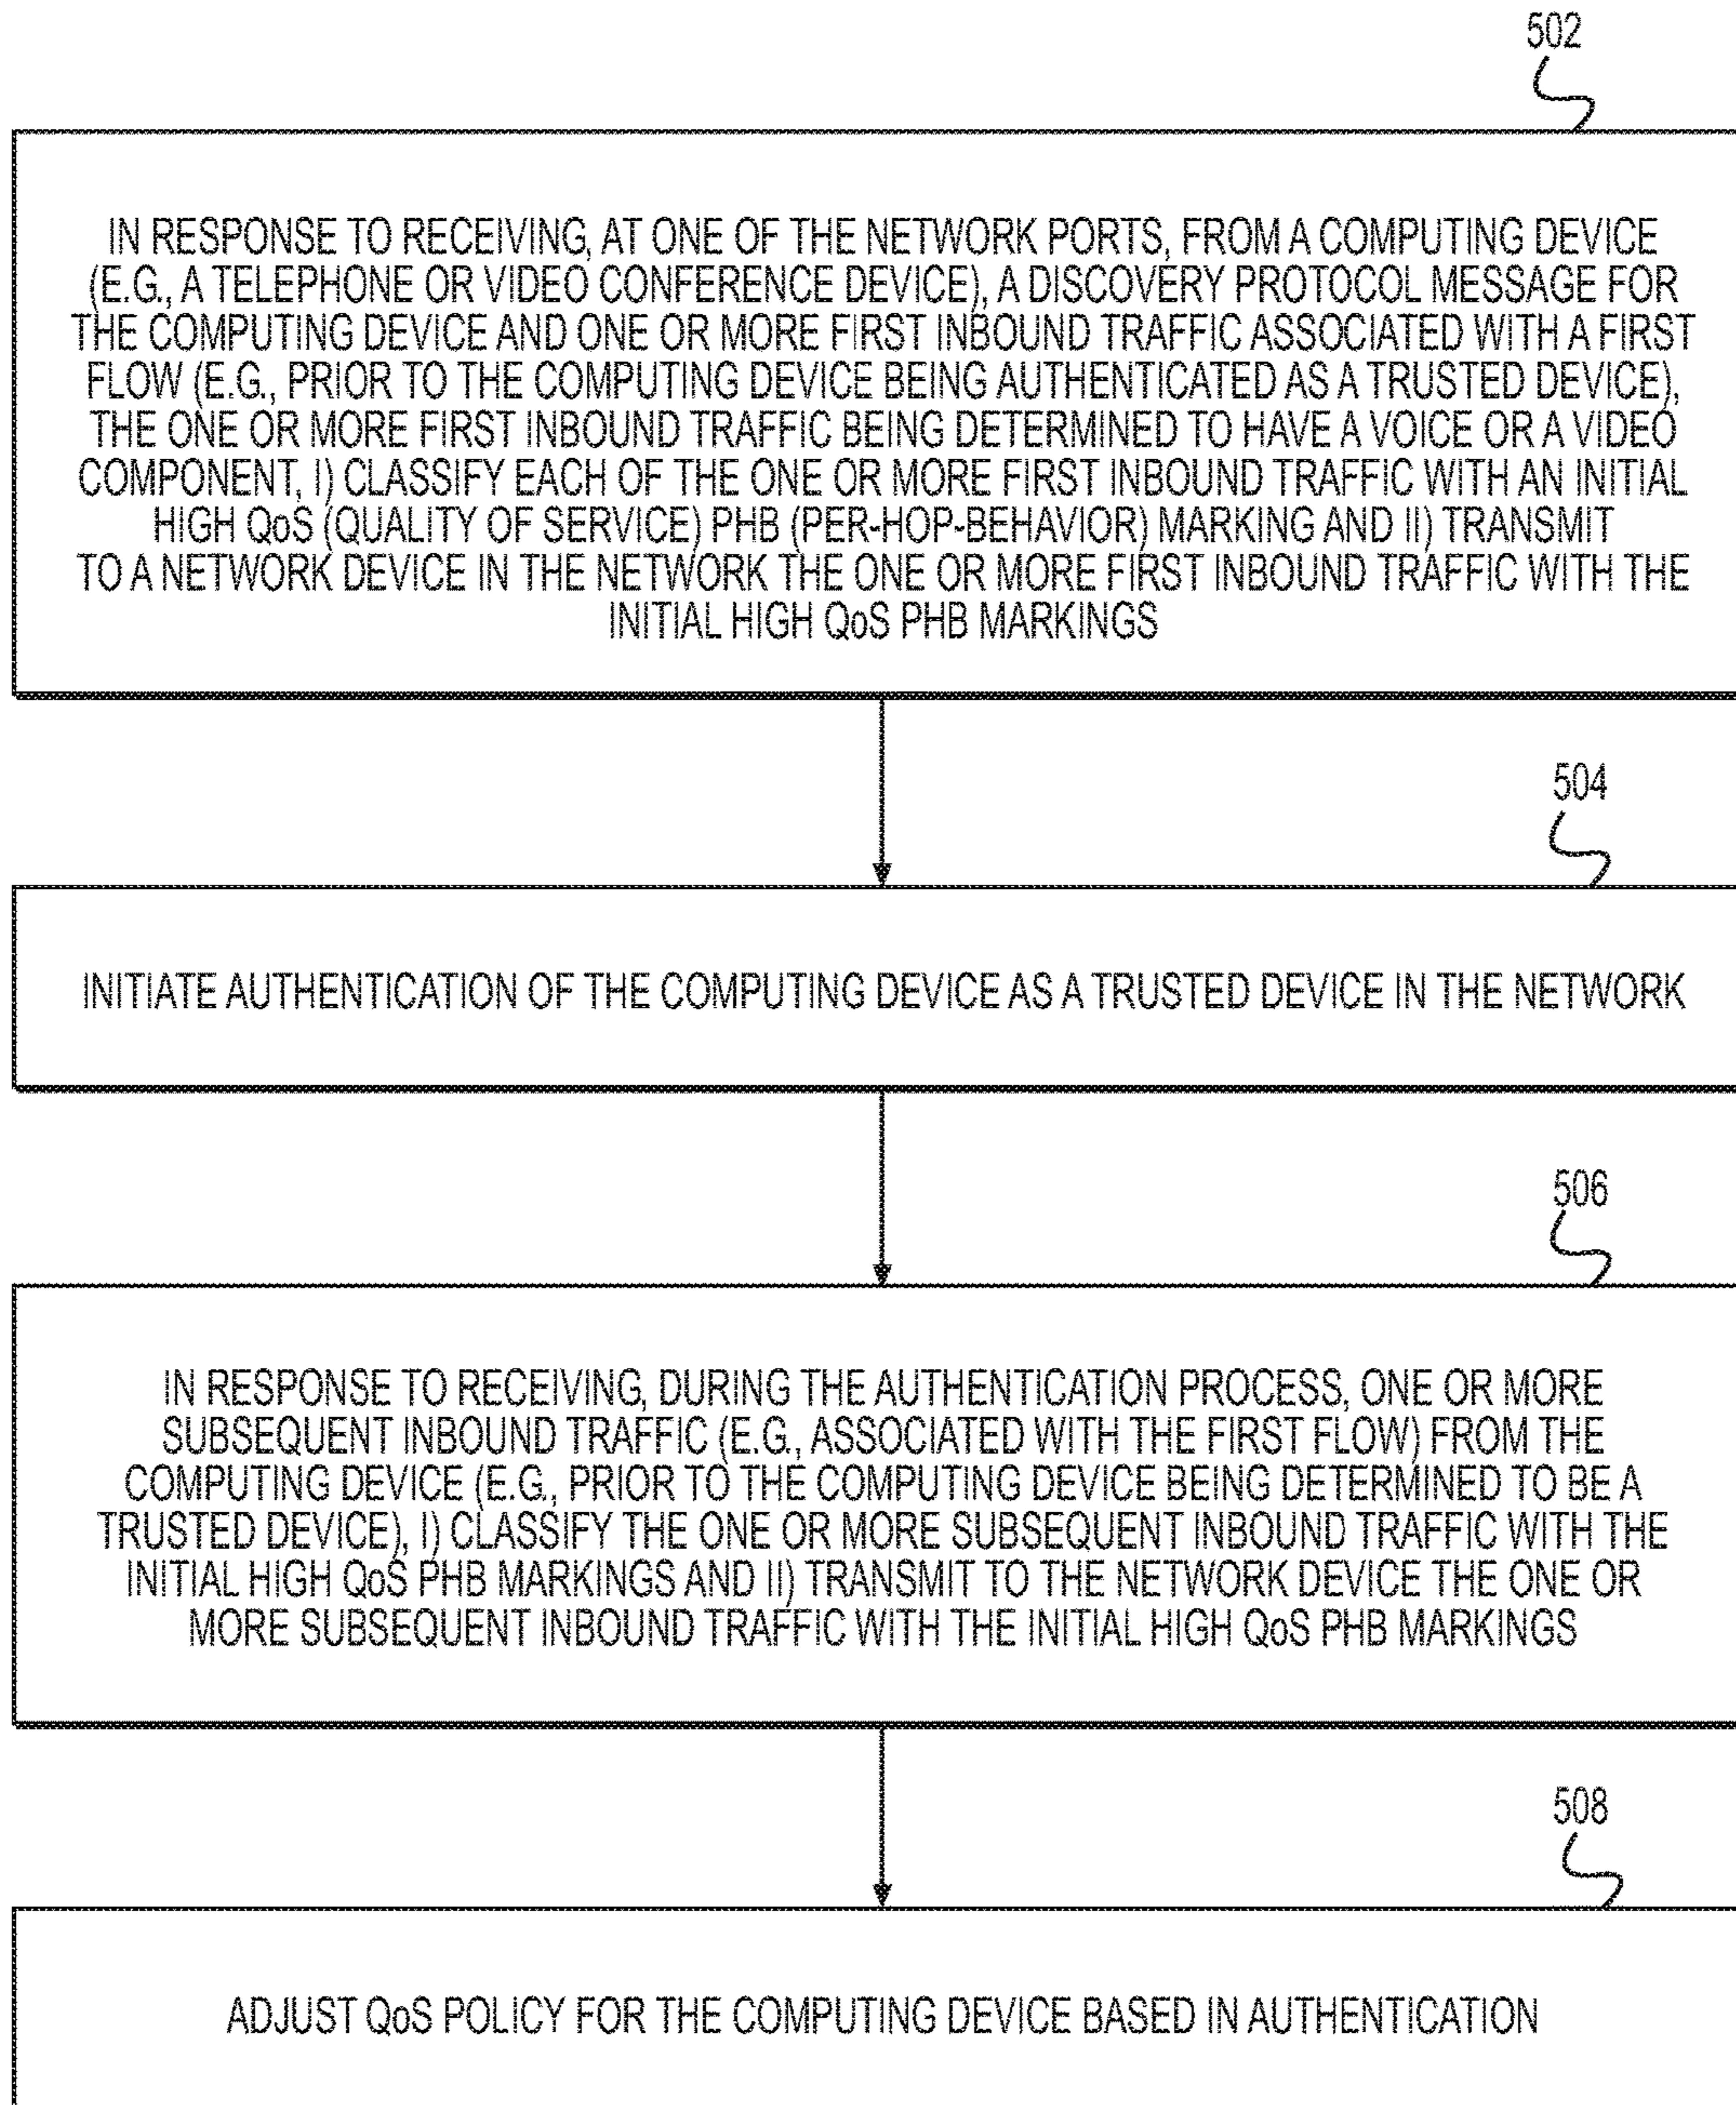 502
IN RESPONSE TO RECEIVING, AT ONE OF THE NETWORK PORTS, FROM A COMPUTING DEVICE
(E.G., A TELEPHONE OR VIDEO CONFERENCE DEVICE), A DISCOVERY PROTOCOL MESSAGE FOR
THE COMPUTING DEVICE AND ONE OR MORE FIRST INBOUND TRAFFIC ASSOCIATED WITH A FIRST
FLOW (E.G., PRIOR TO THE COMPUTING DEVICE BEING AUTHENTICATED AS A TRUSTED DEVICE),
THE ONE OR MORE FIRST INBOUND TRAFFIC BEING DETERMINED TO HAVE A VOICE OR A VIDEO
COMPONENT, I) CLASSIFY EACH OF THE ONE OR MORE FIRST INBOUND TRAFFIC WITH AN INITIAL
HIGH QoS (QUALITY OF SERVICE) PHB (PER-HOP-BEHAVIOR) MARKING AND II) TRANSMIT
TO A NETWORK DEVICE IN THE NETWORK THE ONE OR MORE FIRST INBOUND TRAFFIC WITH THE
INITIAL HIGH QoS PHB MARKINGS
504
INITIATE AUTHENTICATION OF THE COMPUTING DEVICE AS A TRUSTED DEVICE IN THE NETWORK
506
IN RESPONSE TO RECEIVING, DURING THE AUTHENTICATION PROCESS, ONE OR MORE
SUBSEQUENT INBOUND TRAFFIC (E.G., ASSOCIATED WITH THE FIRST FLOW) FROM THE
COMPUTING DEVICE (E.G., PRIOR TO THE COMPUTING DEVICE BEING DETERMINED TO BE A
TRUSTED DEVICE), I) CLASSIFY THE ONE OR MORE SUBSEQUENT INBOUND TRAFFIC WITH THE
INITIAL HIGH QoS PHB MARKINGS AND II) TRANSMIT TO THE NETWORK DEVICE THE ONE OR
MORE SUBSEQUENT INBOUND TRAFFIC WITH THE INITIAL HIGH QoS PHB MARKINGS
508
ADJUST QoS POLICY FOR THE COMPUTING DEVICE BASED IN AUTHENTICATION